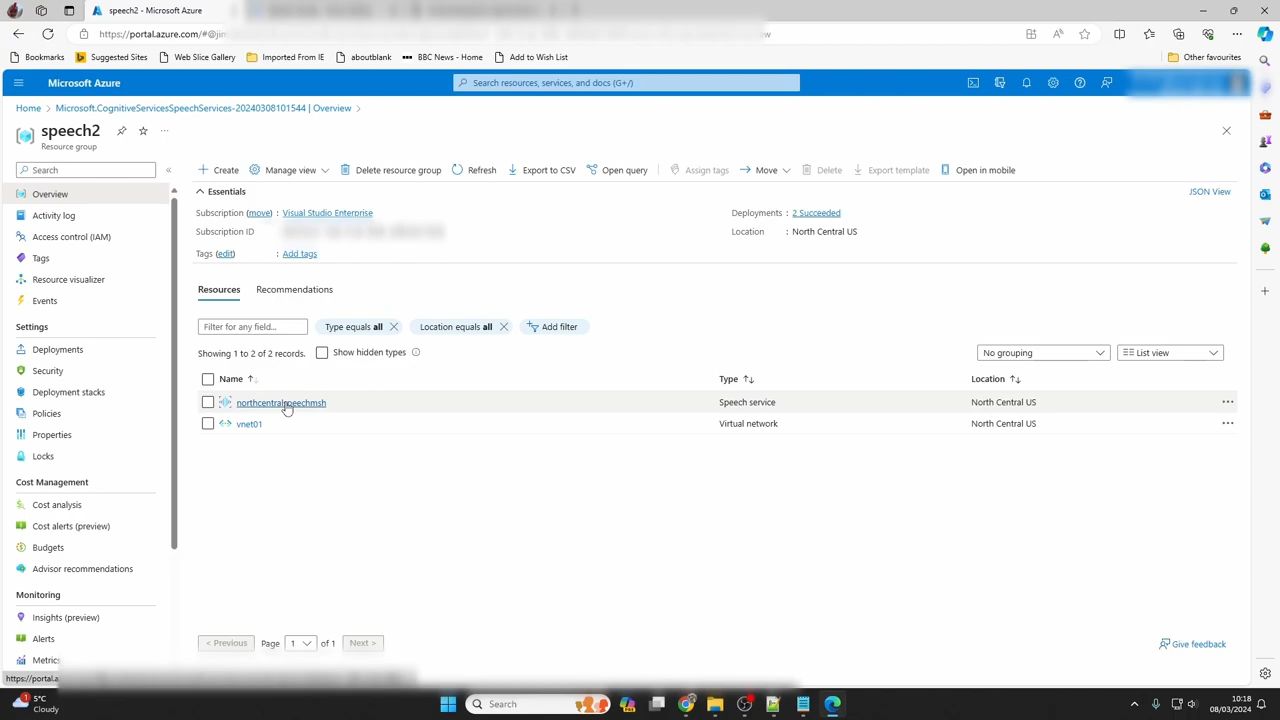 speech2 - Microsoft Azure
https://portal.azure.com/#@jim
Bookmarks Suggested Sites Web Slice Gallery Imported From IE aboutblank BBC News - Home Add to Wish List Other favourites
Microsoft Azure Search resources, services, and docs (G+/)
Home > Microsoft.CognitiveServicesSpeechServices-20240308101544 | Overview >
speech2
Resource group
Search
Create Manage view Delete resource group Refresh Export to CSV Open query Assign tags Move Delete Export template Open in mobile
Essentials JSON View
Subscription (move) : Visual Studio Enterprise
Subscription ID
Tags (edit) : Add tags
Deployments : 2 Succeeded
Location : North Central US
Overview
Activity log
Access control (IAM)
Tags
Resource visualizer
Events
Settings
Deployments
Security
Deployment stacks
Policies
Properties
Locks
Cost Management
Cost analysis
Cost alerts (preview)
Budgets
Advisor recommendations
Monitoring
Insights (preview)
Alerts
Metrics
Resources Recommendations
Filter for any field... Type equals all Location equals all Add filter
Showing 1 to 2 of 2 records. Show hidden types No grouping List view
Name Type Location
northcentralspeechmsh Speech service North Central US
vnet01 Virtual network North Central US
< Previous Page 1 of 1 Next > Give feedback
https://portal.a
5°C
Cloudy
Search
10:18
08/03/2024